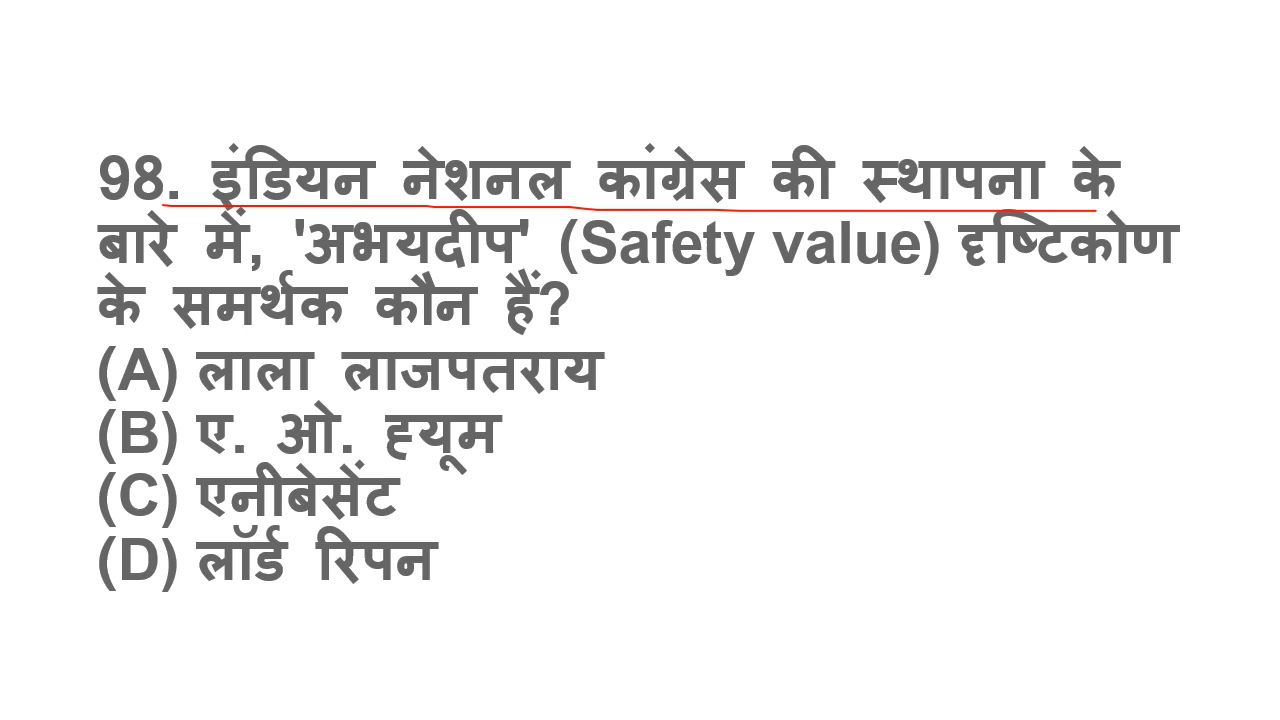 98. इंडियन नेशनल कांग्रेस की स्थापना के
बारे में, 'अभयदीप' (Safety value) दृष्टिकोण
के समर्थक कौन हैं?
(A) लाला लाजपतराय
(B) ए. ओ. ह्यूम
(C) एनीबेसेंट
(D) लॉर्ड रिपन